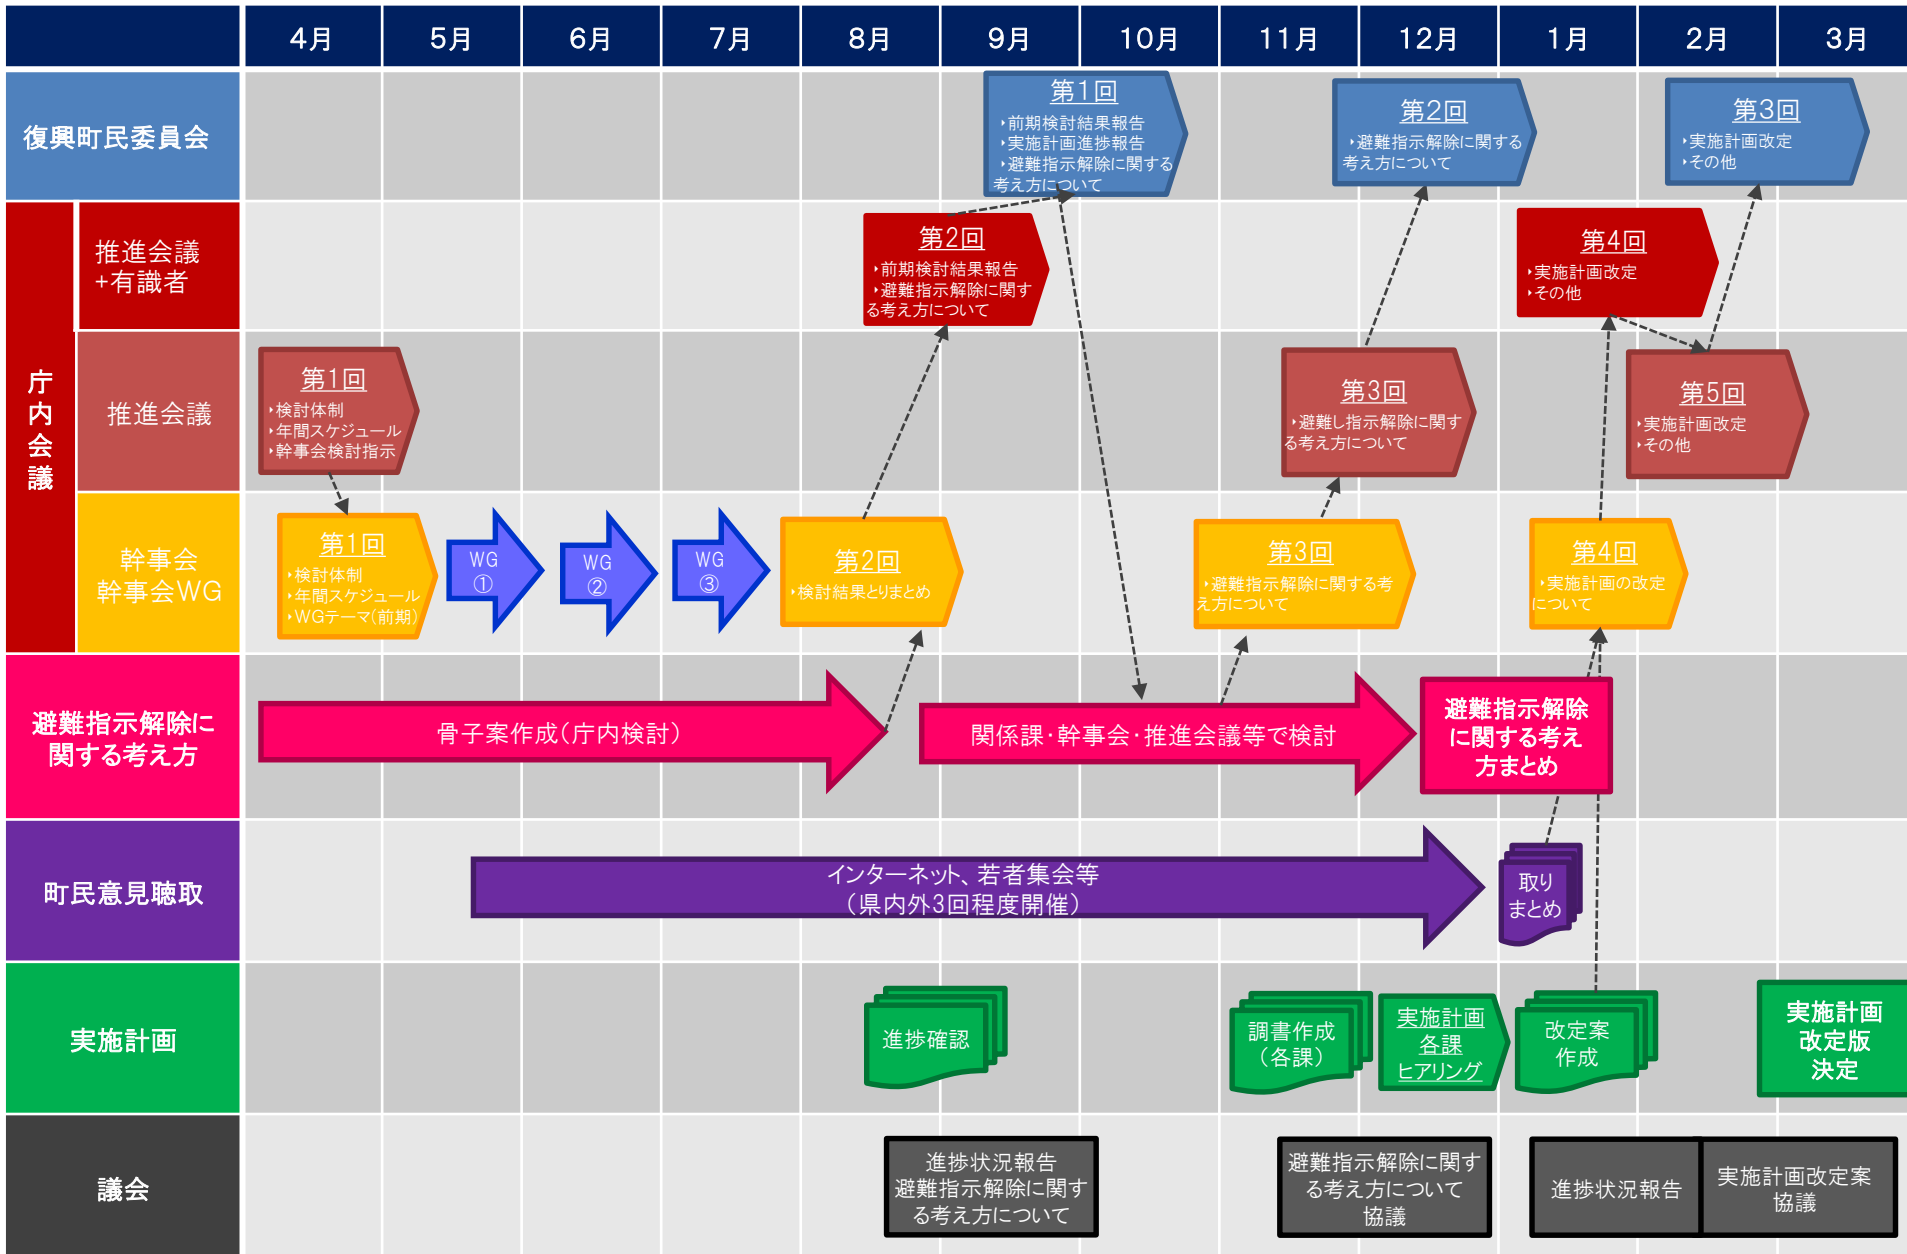 4月
5月
6月
7月
8月
9月
10月
11月
12月
1月
2月
3月
復興町民委員会
第1回
・前期検討結果報告
・実施計画進捗報告
・避難指示解除に関する
考え方について
第2回
・避難指示解除に関する
考え方について
第3回
・実施計画改定
・その他
庁内会議
推進会議
+有識者
第2回
・前期検討結果報告
・避難指示解除に関す
る考え方について
第4回
・実施計画改定
・その他
推進会議
第1回
・検討体制
・年間スケジュール
・幹事会検討指示
第3回
・避難し指示解除に関す
る考え方について
第5回
・実施計画改定
・その他
幹事会
幹事会WG
第1回
・検討体制
・年間スケジュール
・WGテーマ(前期)
WG
①
WG
②
WG
③
第2回
・検討結果とりまとめ
第3回
・避難指示解除に関する考
え方について
第4回
・実施計画の改定
について
避難指示解除に
関する考え方
骨子案作成(庁内検討)
関係課・幹事会・推進会議等で検討
避難指示解除
に関する考え
方まとめ
町民意見聴取
インターネット、若者集会等
(県内外3回程度開催)
取り
まとめ
実施計画
進捗確認
調書作成
(各課)
実施計画
各課
ヒアリング
改定案
作成
実施計画
改定版
決定
議会
進捗状況報告
避難指示解除に関す
る考え方について
避難指示解除に関す
る考え方について
協議
進捗状況報告
実施計画改定案
協議